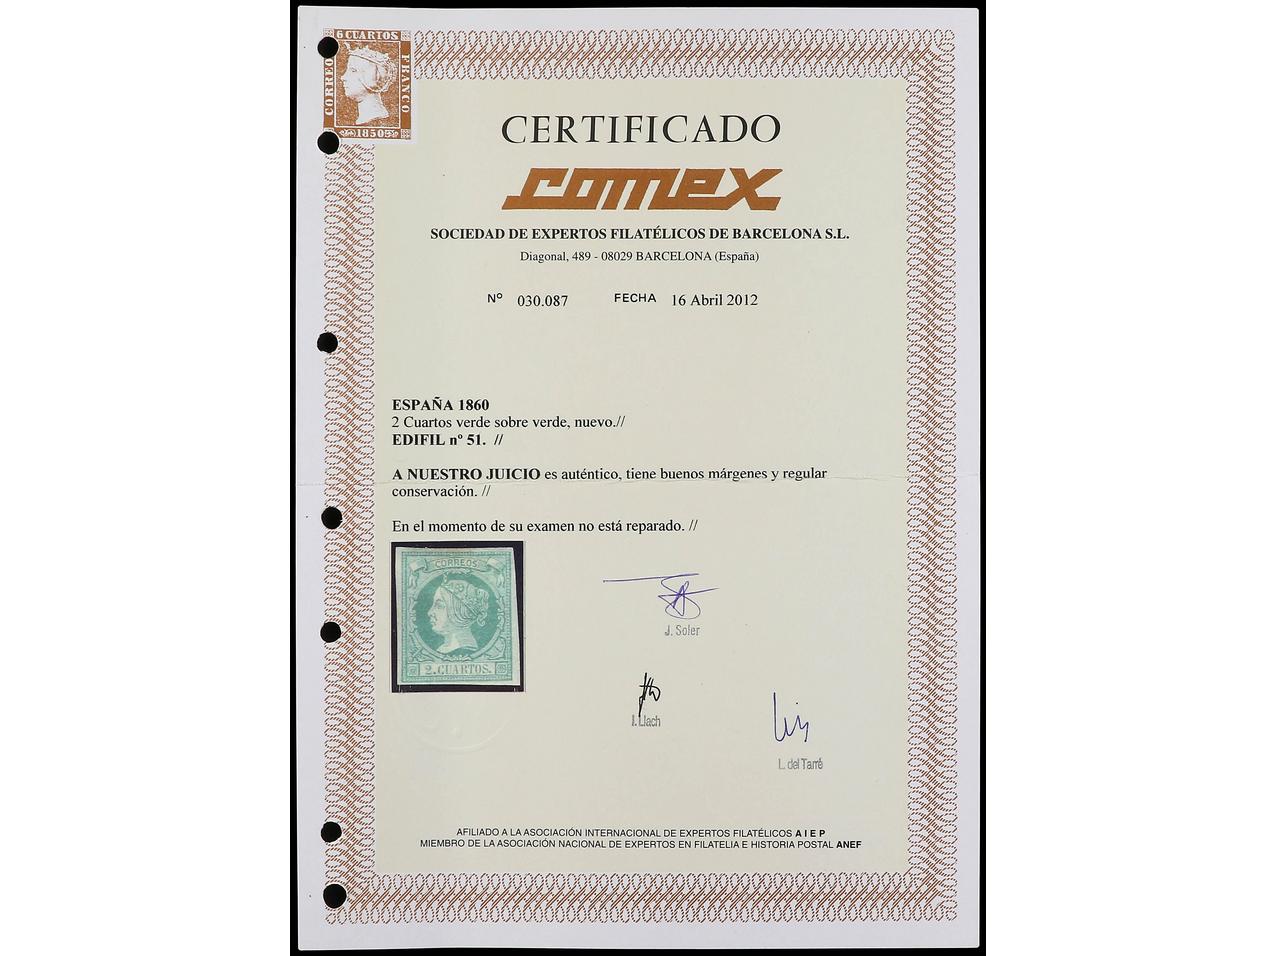 6 CUARTOS
CORREO
FRANCO
1850
CERTIFICADO
comex
SOCIEDAD DE EXPERTOS FILATÉLICOS DE BARCELONA S.L.
Diagonal, 489 - 08029 BARCELONA (España)
Nº 030.087 FECHA 16 Abril 2012
ESPAÑA 1860
2 Cuartos verde sobre verde, nuevo.//
EDIFIL nº 51. //
A NUESTRO JUICIO es auténtico, tiene buenos márgenes y regular
conservación. //
En el momento de su examen no está reparado. //
CORREOS
2. CUARTOS.
J. Soler
J. Llach
L. del Tarré
AFILIADO A LA ASOCIACIÓN INTERNACIONAL DE EXPERTOS FILATÉLICOS A I E P
MIEMBRO DE LA ASOCIACIÓN NACIONAL DE EXPERTOS EN FILATELIA E HISTORIA POSTAL ANEF